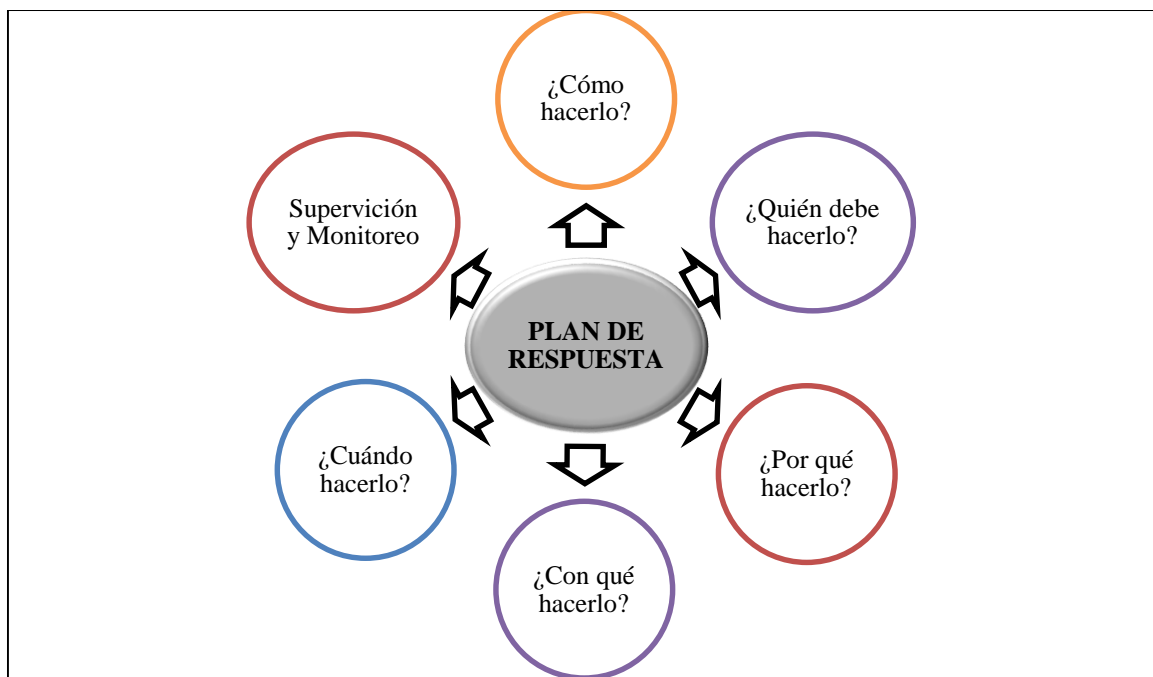 ¿Cómo
hacerlo?
Supervición
y Monitoreo
¿Quién debe
hacerlo?
PLAN DE
RESPUESTA
¿Cuándo
hacerlo?
¿Por qué
hacerlo?
¿Con qué
hacerlo?